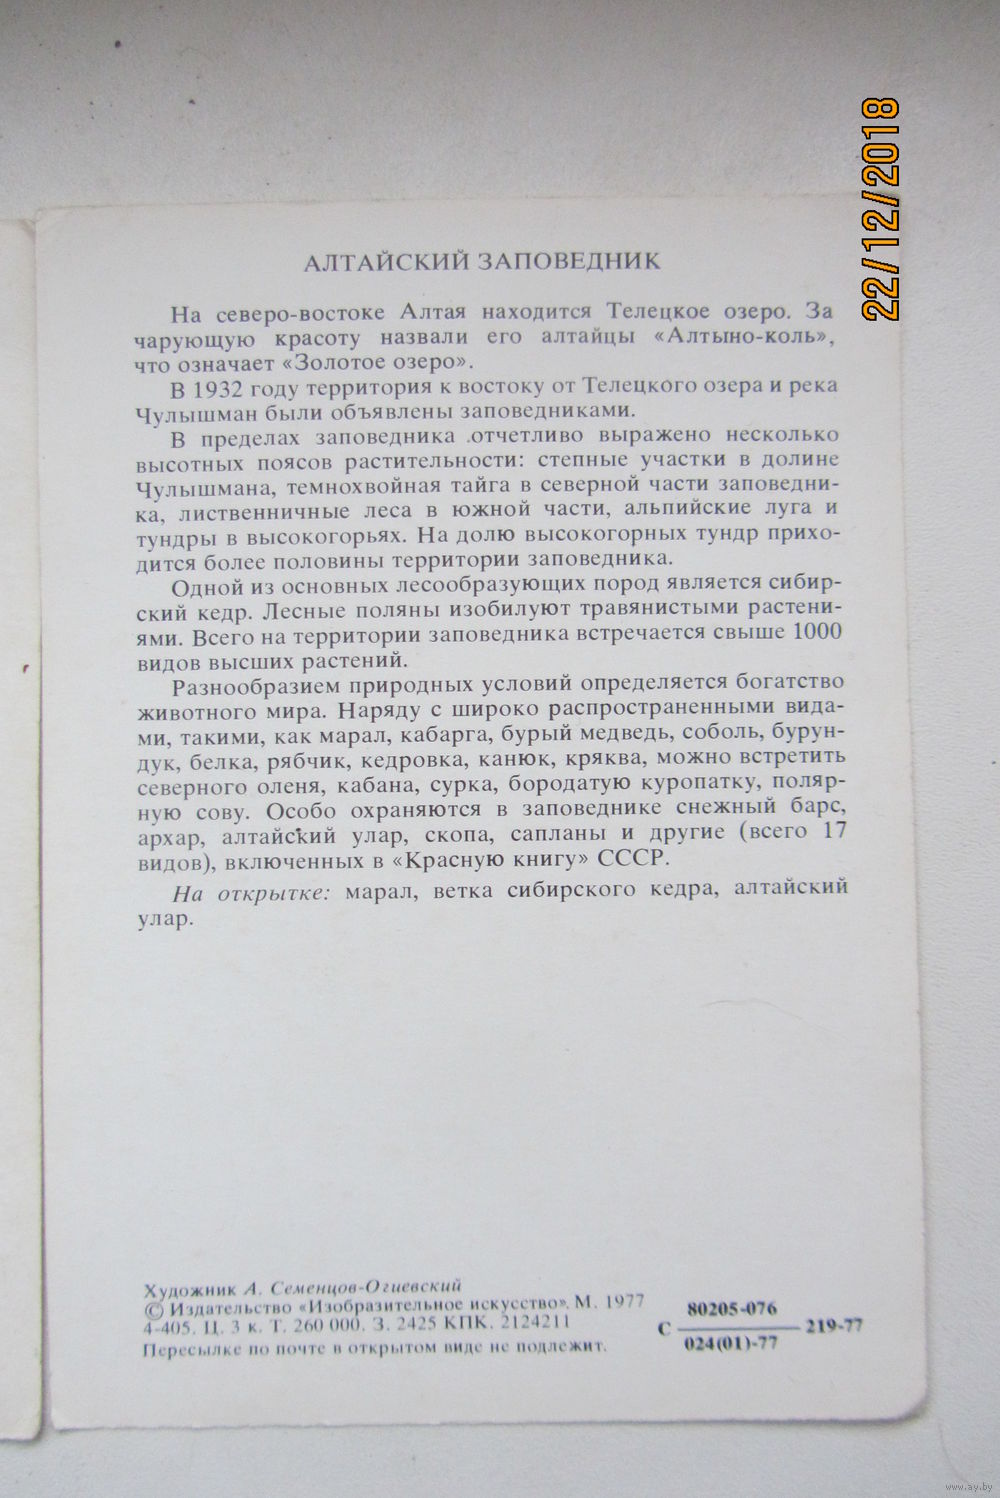 22/12/2018
АЛТАЙСКИЙ ЗАПОВЕДНИК
На северо-востоке Алтая находится Телецкое озеро. За
чарующую красоту назвали его алтайцы «Алтыно-коль»,
что означает «Золотое озеро».
В 1932 году территория к востоку от Телецкого озера и река
Чулышман были объявлены заповедниками.
В пределах заповедника отчетливо выражено несколько
высотных поясов растительности: степные участки в долине
Чулышмана, темнохвойная тайга в северной части заповедни-
ка, лиственничные леса в южной части, альпийские луга и
тундры в высокогорьях. На долю высокогорных тундр прихо-
дится более половины территории заповедника.
Одной из основных лесообразующих пород является сибир-
ский кедр. Лесные поляны изобилуют травянистыми растени-
ями. Всего на территории заповедника встречается свыше 1000
видов высших растений.
Разнообразием природных условий определяется богатство
животного мира. Наряду с широко распространенными вида-
ми, такими, как марал, кабарга, бурый медведь, соболь, бурун-
дук, белка, рябчик, кедровка, канюк, кряква, можно встретить
северного оленя, кабана, сурка, бородатую куропатку, поляр-
ную сову. Особо охраняются в заповеднике снежный барс,
архар, алтайский улар, скопа, сапланы и другие (всего 17
видов), включенных в «Красную книгу» СССР.
На открытке: марал, ветка сибирского кедра, алтайский
улар.
Художник А. Семенцов-Огиевский
© Издательство «Изобразительное искусство». М. 1977
4-405. Ц. 3 к. Т. 260 000. З. 2425 КПК. 2124211
Пересылке по почте в открытом виде не подлежит.
С 80205-076 219-77
024(01)-77
www.ay.by